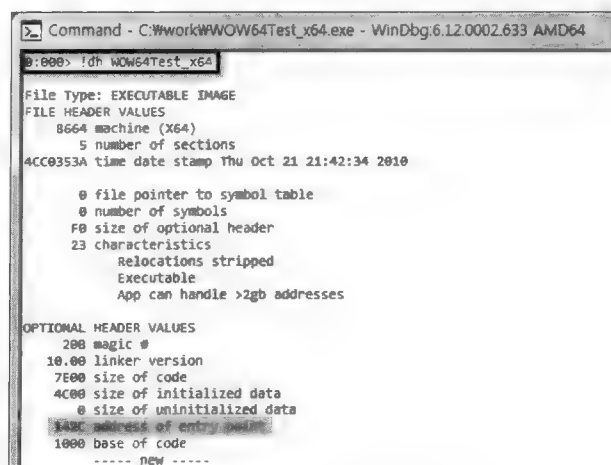 Command - C:₩work₩WOW64Test_x64.exe - WinDbg:6.12.0002.633 AMD64
0:000> !dh WOW64Test_x64
File Type: EXECUTABLE IMAGE
FILE HEADER VALUES
8664 machine (X64)
5 number of sections
4CC0353A time date stamp Thu Oct 21 21:42:34 2010
0 file pointer to symbol table
0 number of symbols
F0 size of optional header
23 characteristics
Relocations stripped
Executable
App can handle >2gb addresses
OPTIONAL HEADER VALUES
20B magic #
10.00 linker version
7E00 size of code
4C00 size of initialized data
0 size of uninitialized data
address of entry point
1000 base of code
----- new -----